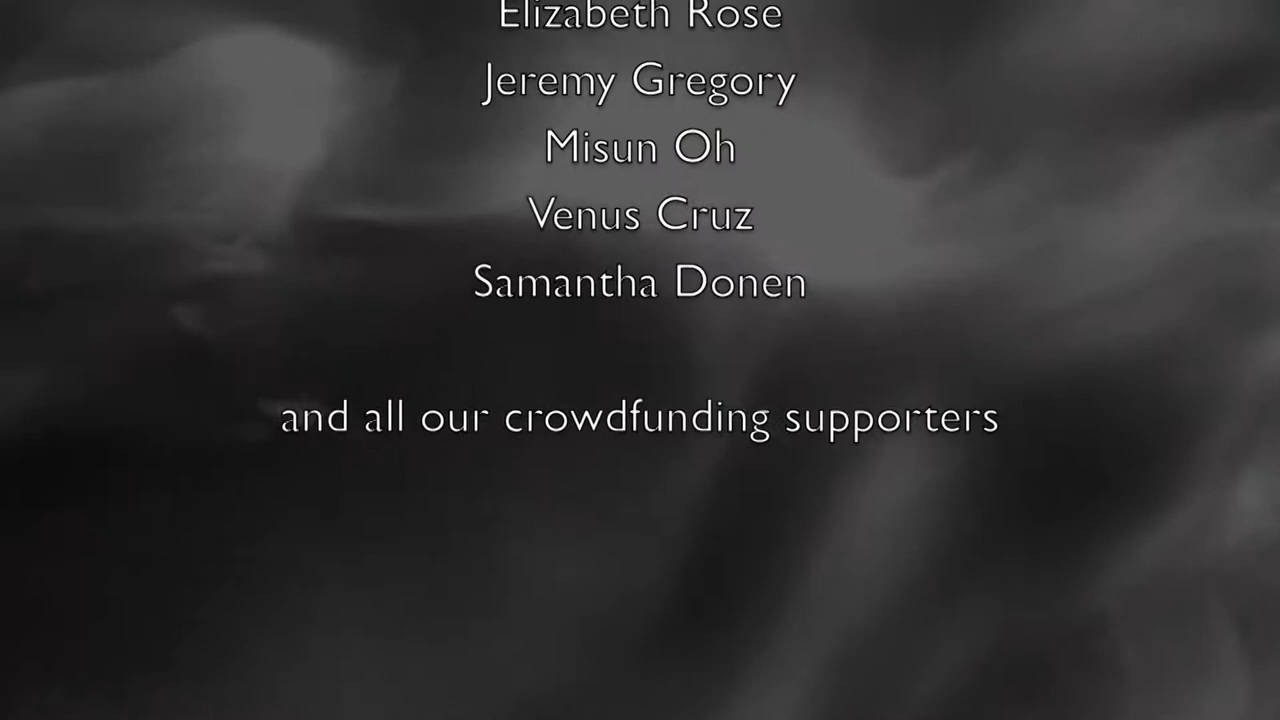 Elizabeth Rose
Jeremy Gregory
Misun Oh
Venus Cruz
Samantha Donen
and all our crowdfunding supporters